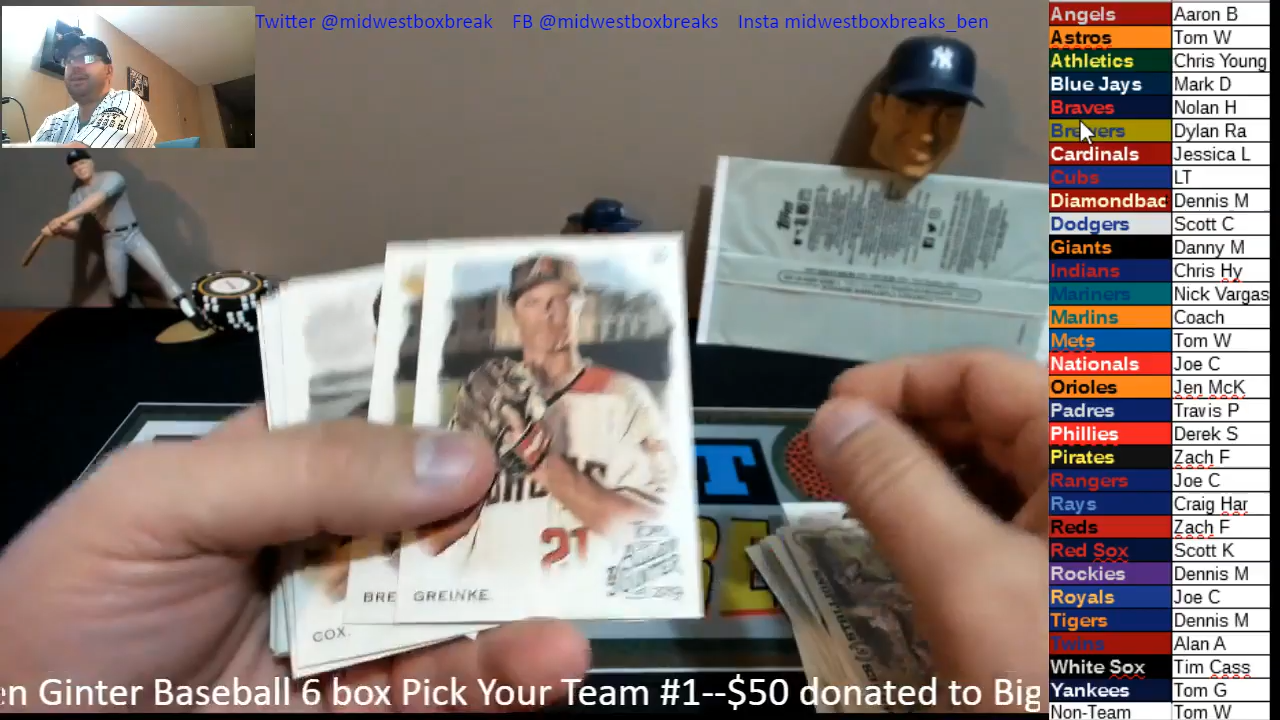 Twitter @midwestboxbreak FB @midwestboxbreaks Insta midwestboxbreaks_ben
Angels Aaron B
Astros Tom W
Athletics Chris Young
Blue Jays Mark D
Braves Nolan H
Brewers Dylan Ra
Cardinals Jessica L
Cubs LT
Diamondbac Dennis M
Dodgers Scott C
Giants Danny M
Indians Chris Hy
Mariners Nick Vargas
Marlins Coach
Mets Tom W
Nationals Joe C
Orioles Jen McK
Padres Travis P
Phillies Derek S
Pirates Zach F
Rangers Joe C
Rays Craig Har
Reds Zach F
Red Sox Scott K
Rockies Dennis M
Royals Joe C
Tigers Dennis M
Twins Alan A
White Sox Tim Cass
Yankees Tom G
Non-Team Tom W
Topps
21
BRE GREINKE
COX.
en Ginter Baseball 6 box Pick Your Team #1--$50 donated to Big